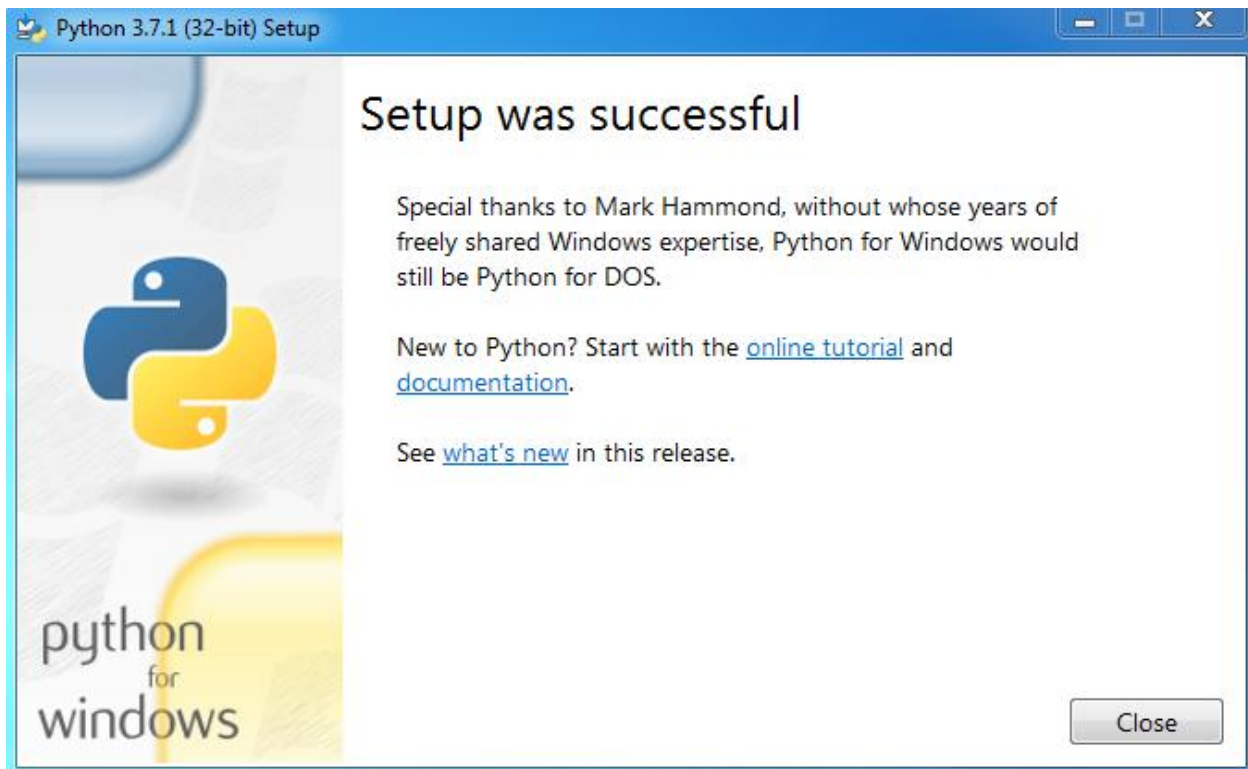 Python 3.7.1 (32-bit) Setup
Setup was successful
Special thanks to Mark Hammond, without whose years of
freely shared Windows expertise, Python for Windows would
still be Python for DOS.
New to Python? Start with the online tutorial and
documentation.
See what's new in this release.
python
for
windows
Close